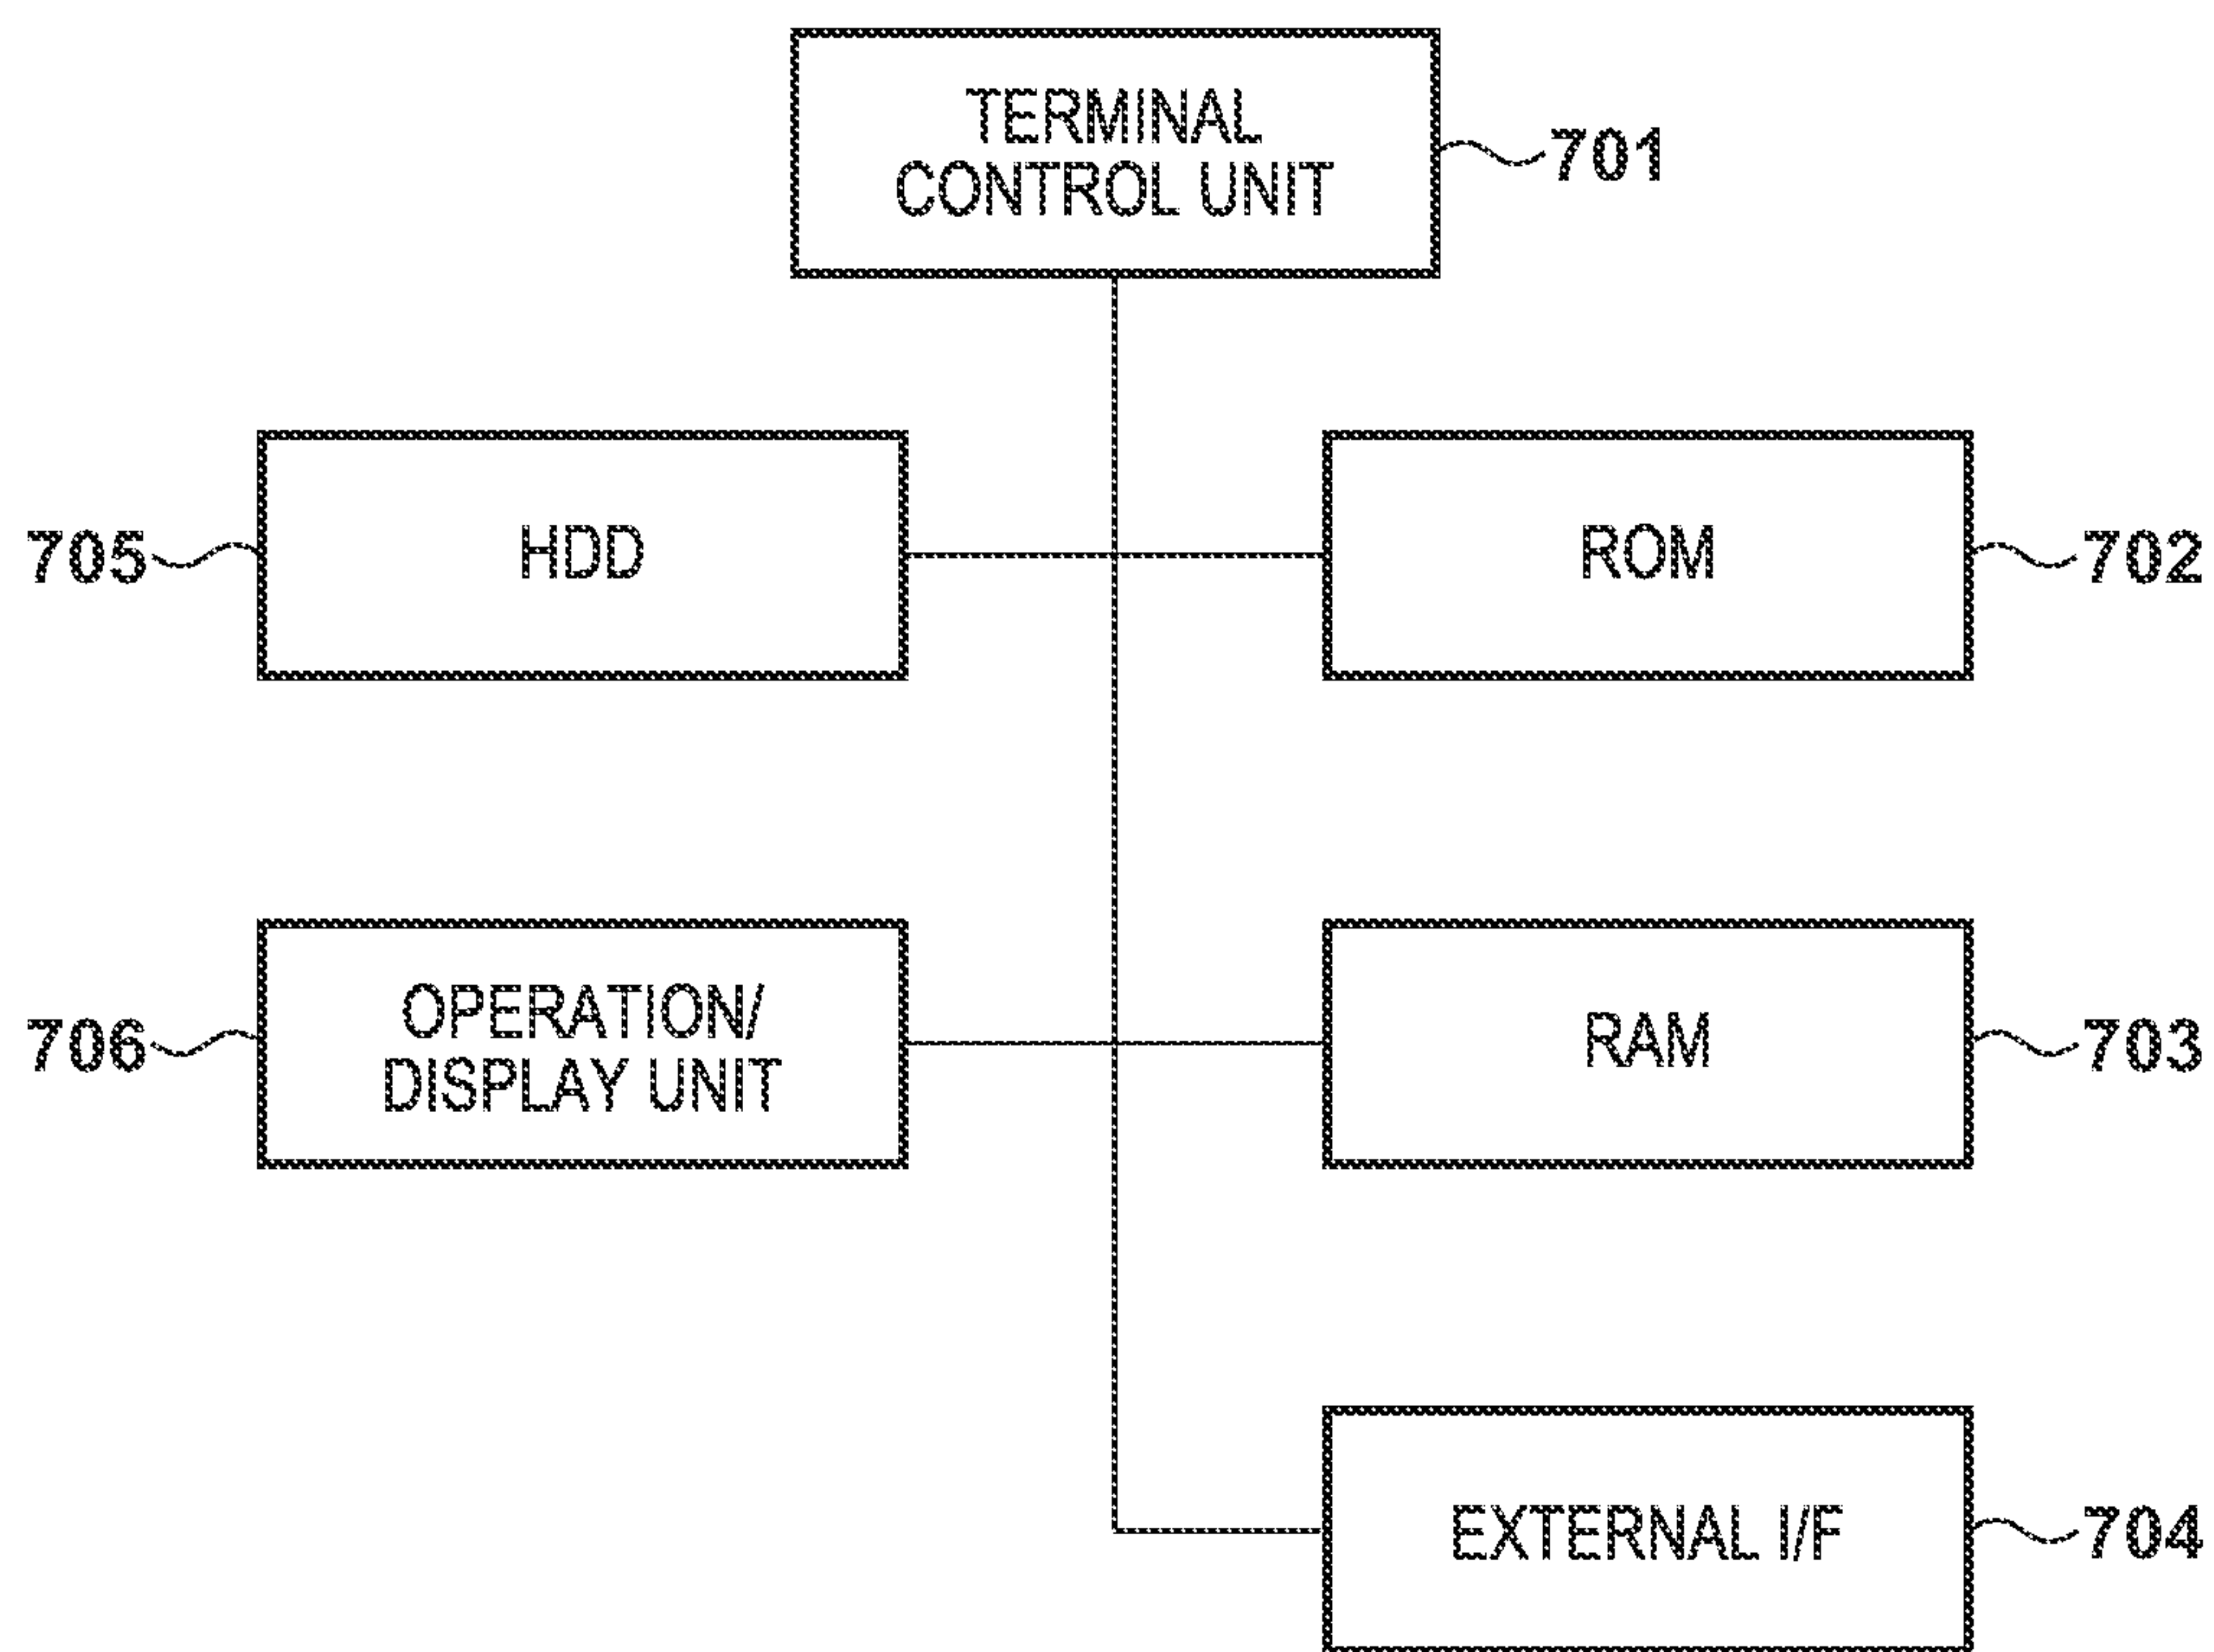 TERMINAL
CONTROL UNIT
701
705
HDD
ROM
702
706
OPERATION/
DISPLAY UNIT
RAM
703
EXTERNAL I/F
704